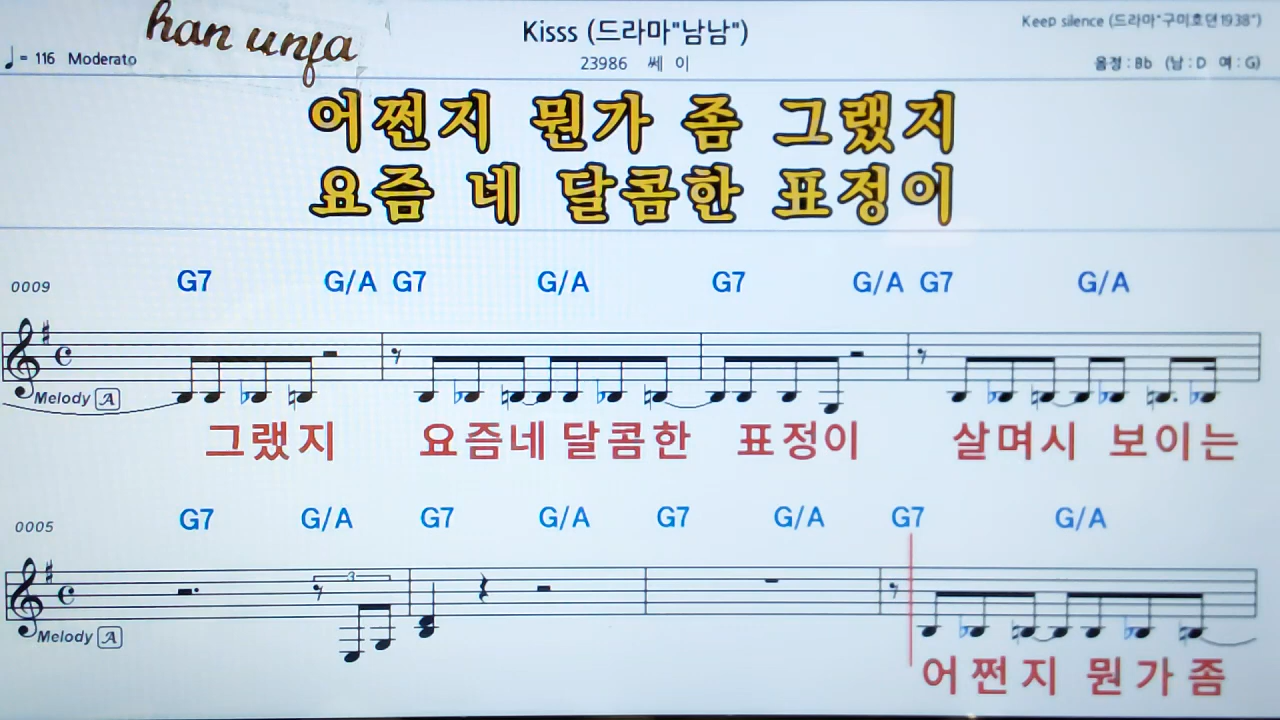 han unja
Kisss (드라마"남남")
Keep silence (드라마"구미호뎐1938")
♩= 116 Moderato
23986 쎄 이
음정 : Bb (남 : D 여 : G)
어쩐지 뭔가 좀 그랬지
요즘 네 달콤한 표정이
0009 G7 G/A G7 G/A G7 G/A G7 G/A
Melody A
그랬지 요즘네 달콤한 표정이 살며시 보이는
0005 G7 G/A G7 G/A G7 G/A G7 G/A
3
Melody A
어쩐지 뭔가좀